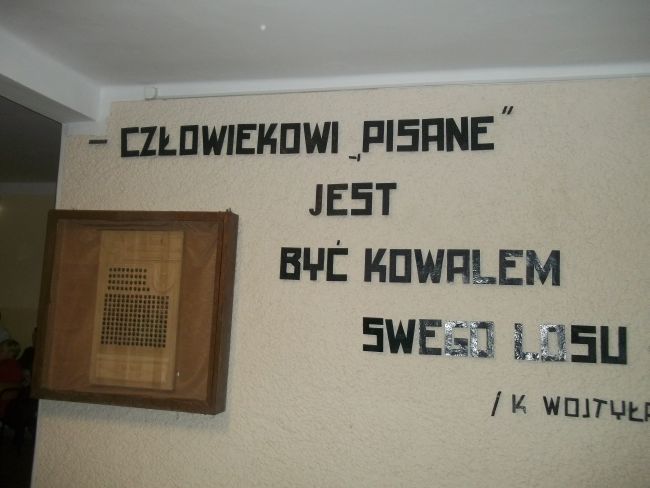 - CZŁOWIEKOWI „PISANE”
JEST
BYĆ KOWALEM
SWEGO LOSU
/ K WOJTYŁA